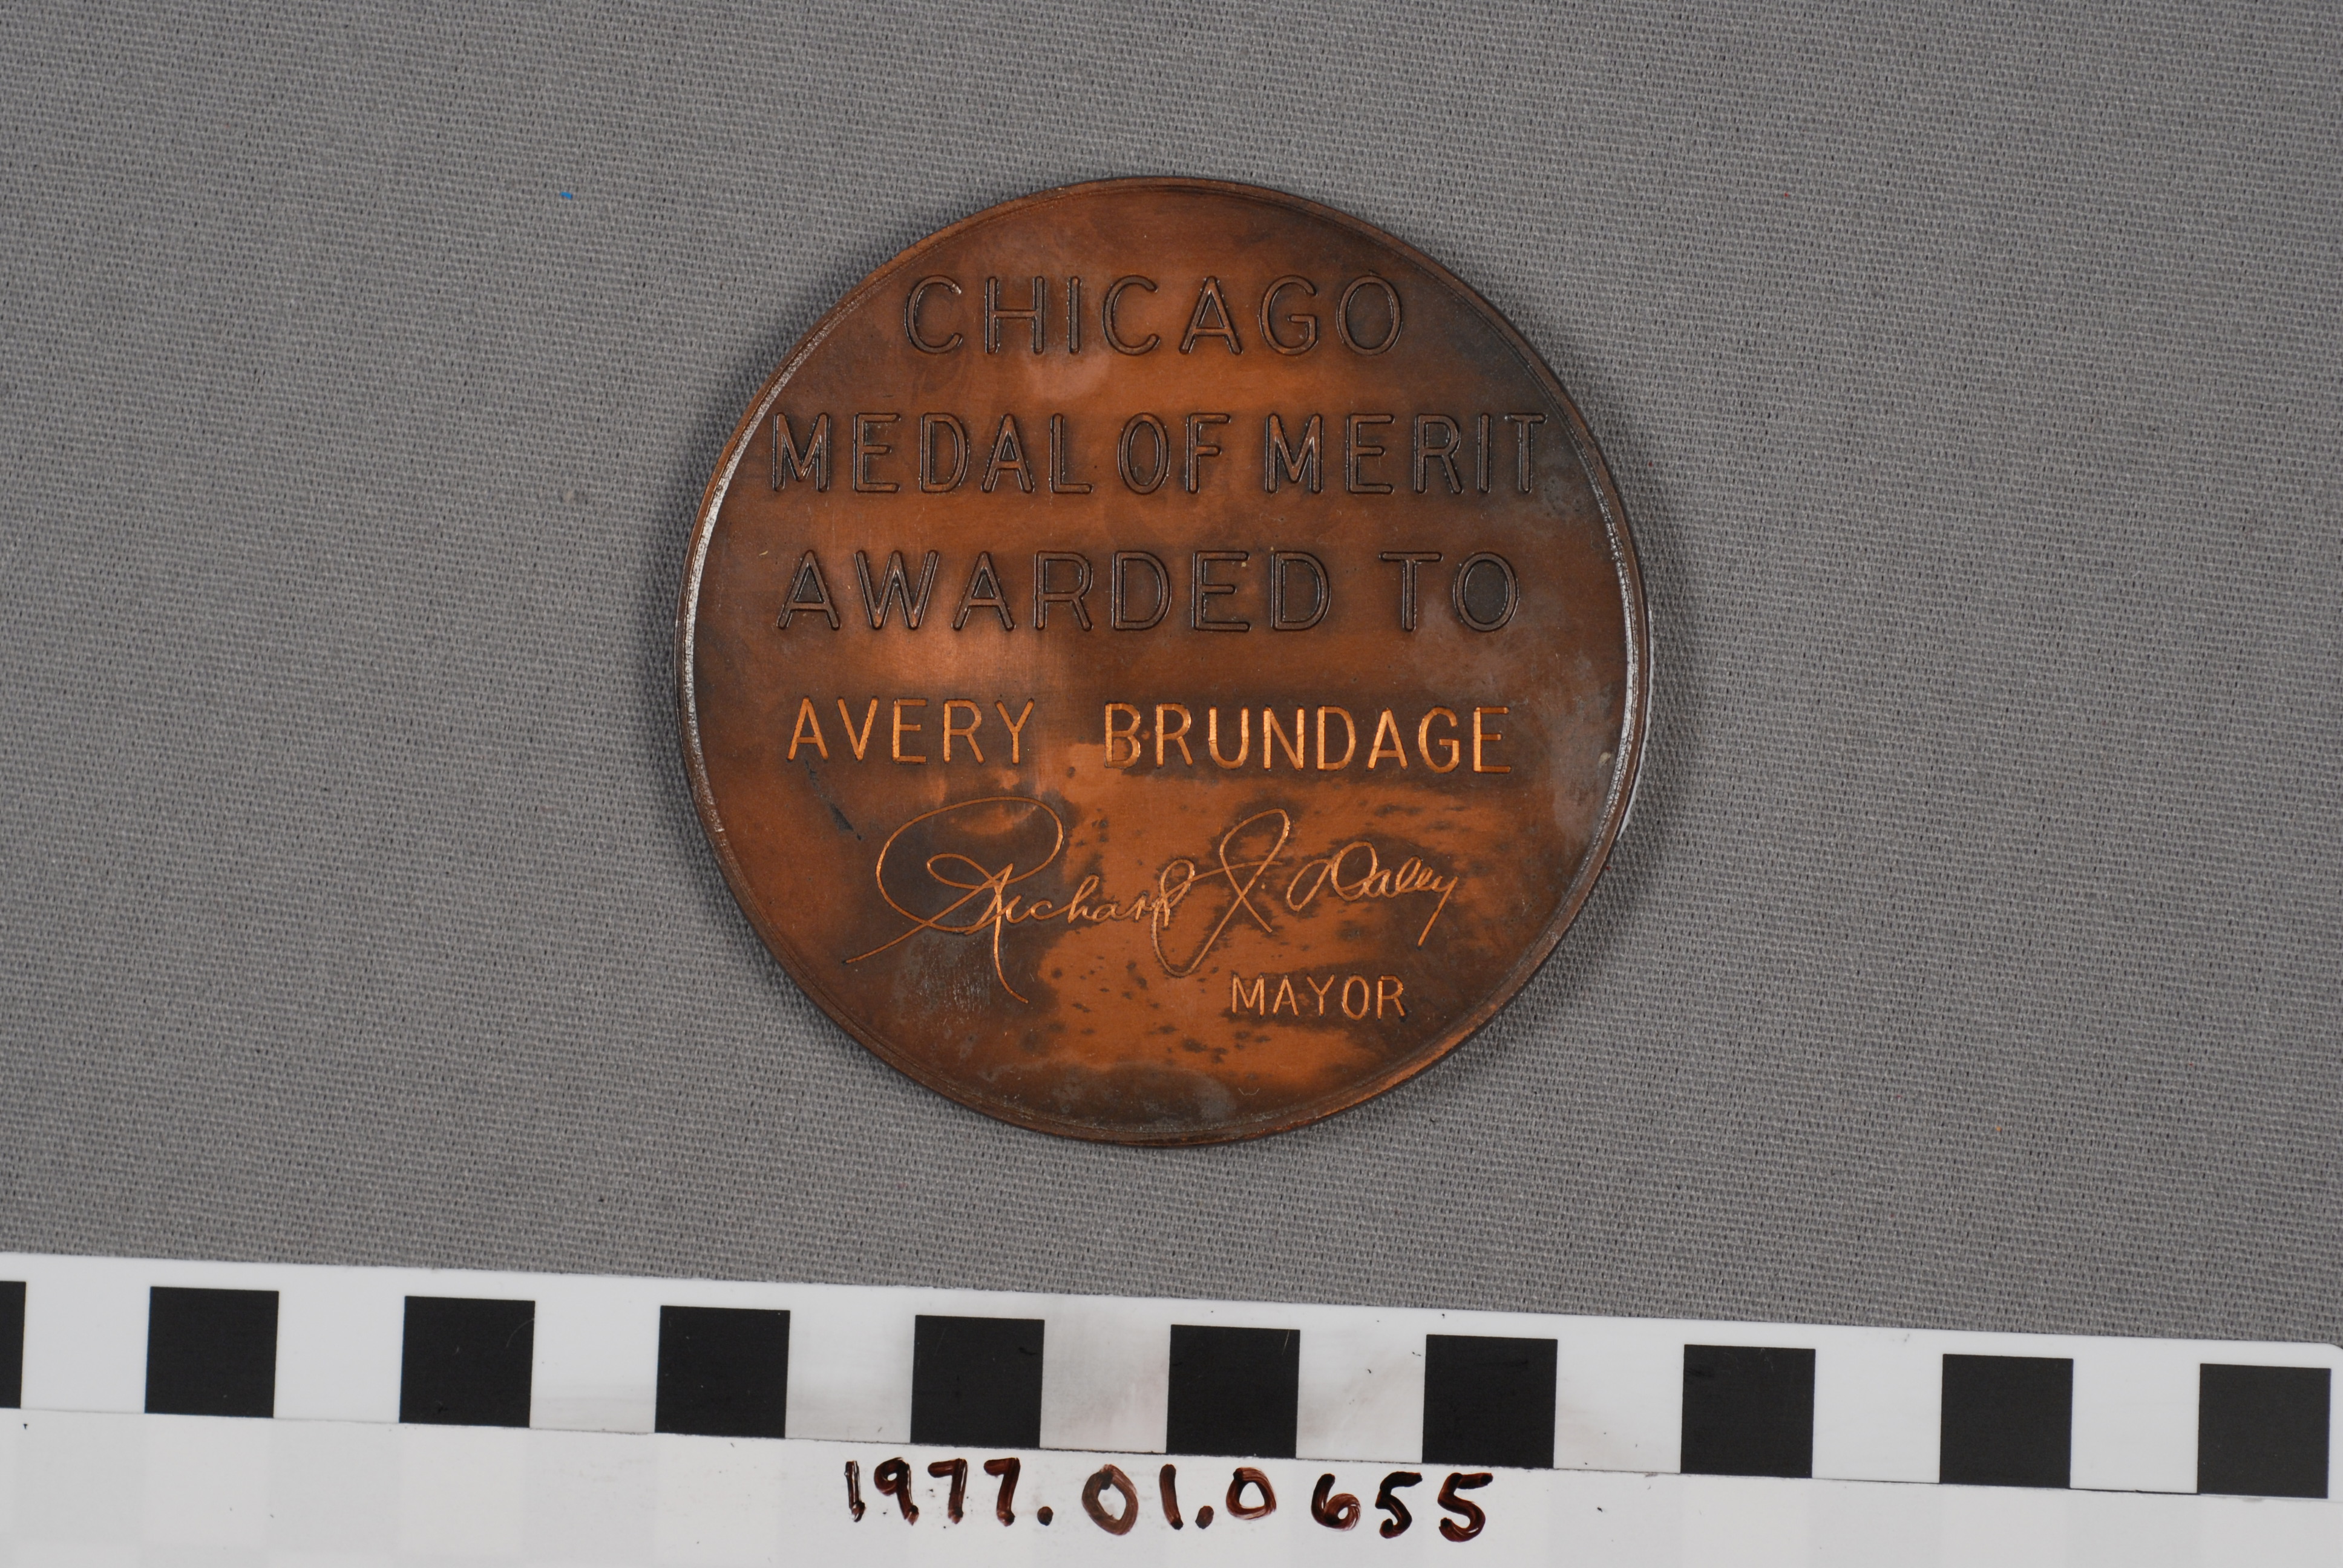 CHICAGO
MEDAL OF MERIT
AWARDED TO
AVERY BRUNDAGE
Richard J. Daley
MAYOR
1977.01.0655